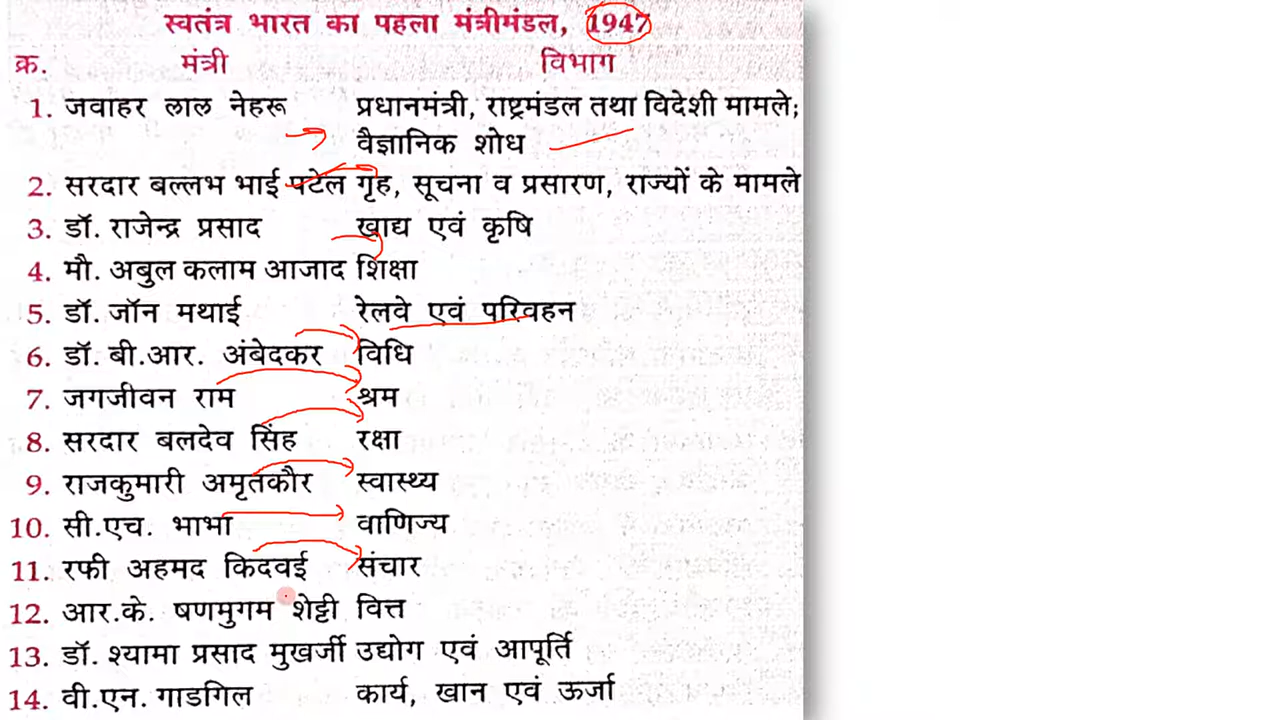 स्वतंत्र भारत का पहला मंत्रीमंडल, 1947
क्र. मंत्री विभाग
1. जवाहर लाल नेहरू प्रधानमंत्री, राष्ट्रमंडल तथा विदेशी मामले;
वैज्ञानिक शोध
2. सरदार बल्लभ भाई पटेल गृह, सूचना व प्रसारण, राज्यों के मामले
3. डॉ. राजेन्द्र प्रसाद खाद्य एवं कृषि
4. मौ. अबुल कलाम आजाद शिक्षा
5. डॉ. जॉन मथाई रेलवे एवं परिवहन
6. डॉ. बी.आर. अंबेदकर विधि
7. जगजीवन राम श्रम
8. सरदार बलदेव सिंह रक्षा
9. राजकुमारी अमृतकौर स्वास्थ्य
10. सी.एच. भाभा वाणिज्य
11. रफी अहमद किदवई संचार
12. आर.के. षणमुगम शेट्टी वित्त
13. डॉ. श्यामा प्रसाद मुखर्जी उद्योग एवं आपूर्ति
14. वी.एन. गाडगिल कार्य, खान एवं ऊर्जा